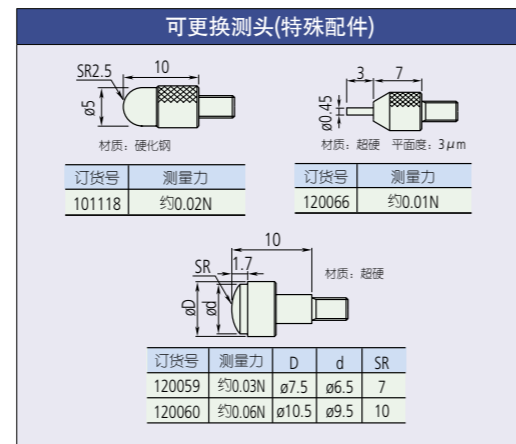 可更换测头(特殊配件)
SR2.5
10
ø5
材质：硬化钢
订货号 测量力
101118 约0.02N
3 7
ø0.45
材质：超硬 平面度：3μm
订货号 测量力
120066 约0.01N
10
SR 1.7
材质：超硬
øD ød
订货号 测量力 D d SR
120059 约0.03N ø7.5 ø6.5 7
120060 约0.06N ø10.5 ø9.5 10